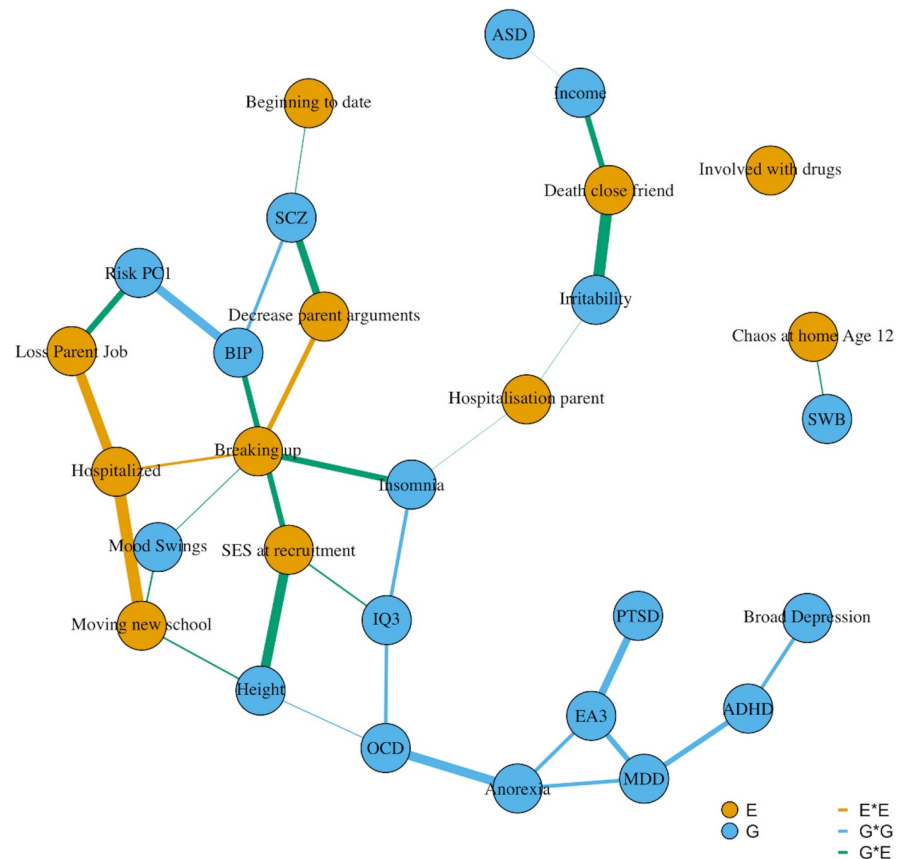 ASD
Income
Beginning to date
Involved with drugs
Death close friend
SCZ
Risk PC1
Irritability
Decrease parent arguments
Chaos at home Age 12
Loss Parent Job
BIP
Hospitalisation parent
SWB
Breaking up
Hospitalized
Insomnia
Mood Swings
SES at recruitment
IQ3
PTSD
Broad Depression
Moving new school
Height
EA3
ADHD
OCD
MDD
Anorexia
E
G
E*E
G*G
G*E